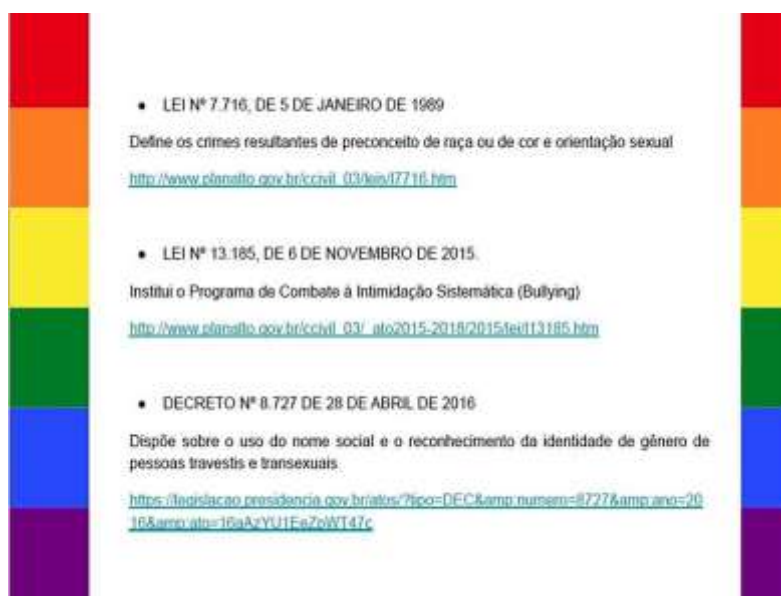 • LEI Nº 7.716, DE 5 DE JANEIRO DE 1989
Define os crimes resultantes de preconceito de raça ou de cor e orientação sexual
http://www.planalto.gov.br/ccivil_03/leis/l7716.htm
• LEI Nº 13.185, DE 6 DE NOVEMBRO DE 2015.
Institui o Programa de Combate à Intimidação Sistemática (Bullying)
http://www.planalto.gov.br/ccivil_03/_ato2015-2018/2015/lei/l13185.htm
• DECRETO Nº 8.727 DE 28 DE ABRIL DE 2016
Dispõe sobre o uso do nome social e o reconhecimento da identidade de gênero de
pessoas travestis e transexuais
https://legislacao.presidencia.gov.br/atos/?tipo=DEC&amp;numero=8727&amp;ano=20
16&amp;ato=16aAzYU1EeZpWT47c